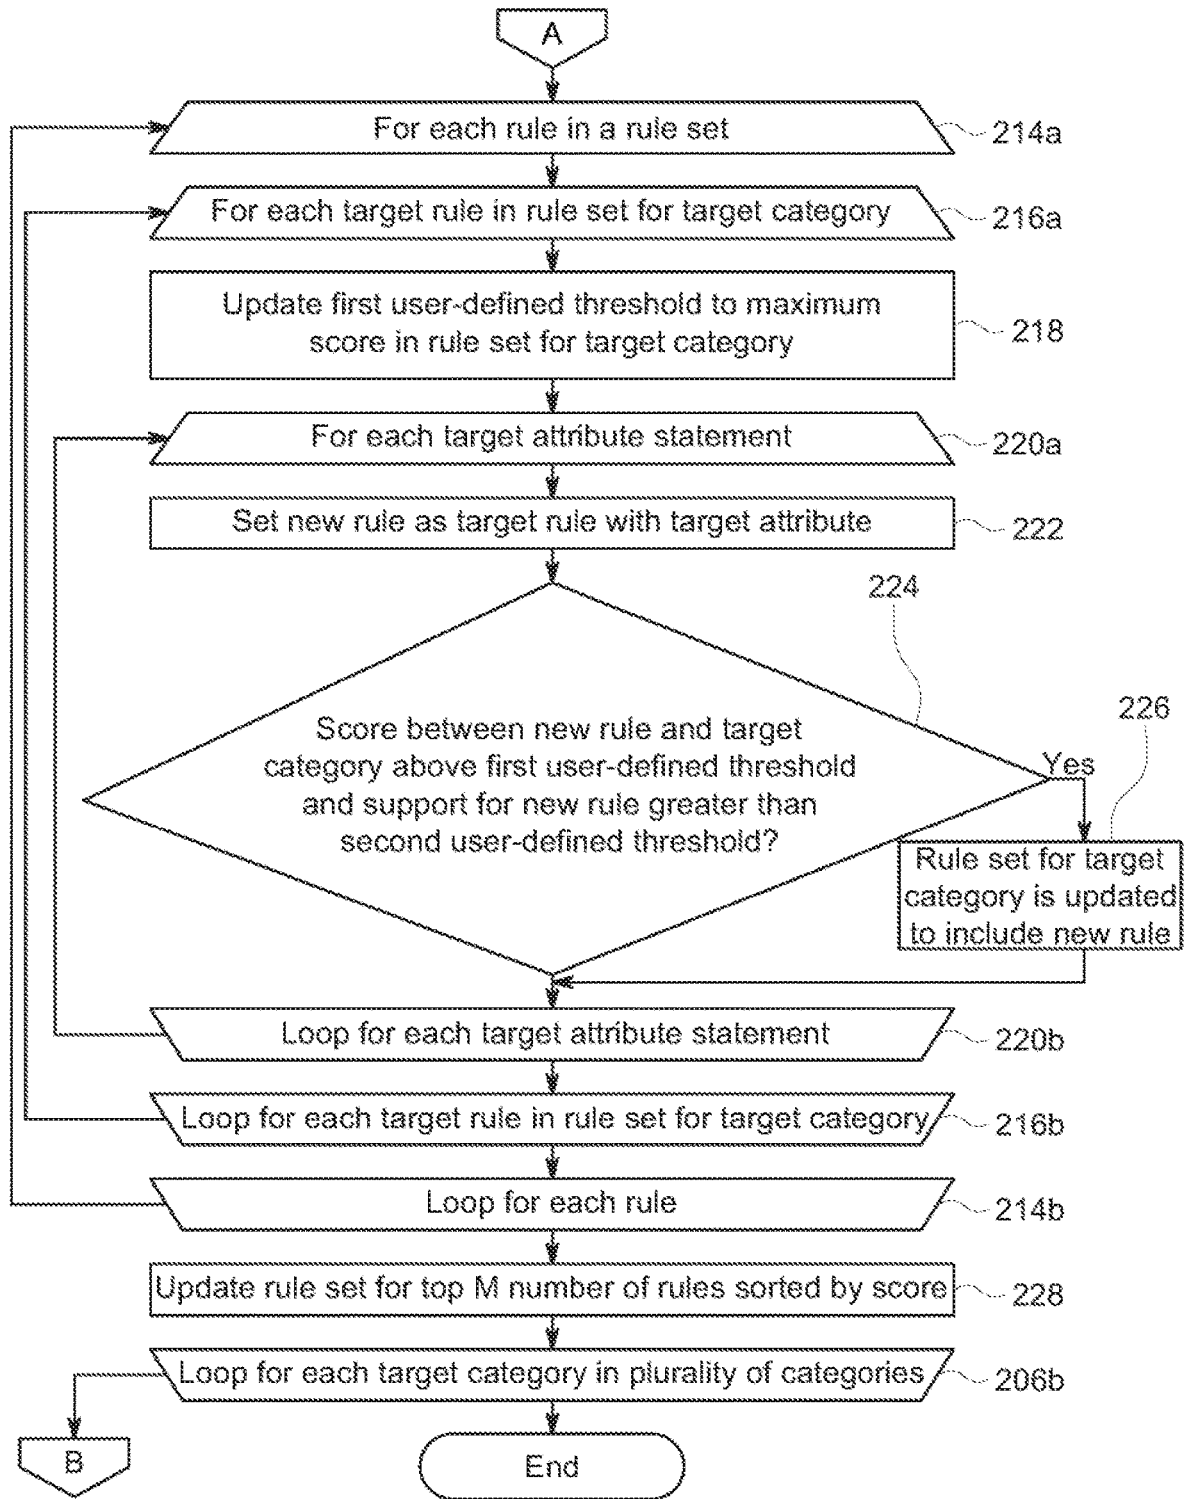 A
For each rule in a rule set
214a
For each target rule in rule set for target category
216a
Update first user-defined threshold to maximum
score in rule set for target category
218
For each target attribute statement
220a
Set new rule as target rule with target attribute
222
224
Score between new rule and target
category above first user-defined threshold
and support for new rule greater than
second user-defined threshold?
Yes
226
Rule set for target
category is updated
to include new rule
Loop for each target attribute statement
220b
Loop for each target rule in rule set for target category
216b
Loop for each rule
214b
Update rule set for top M number of rules sorted by score
228
Loop for each target category in plurality of categories
206b
B
End